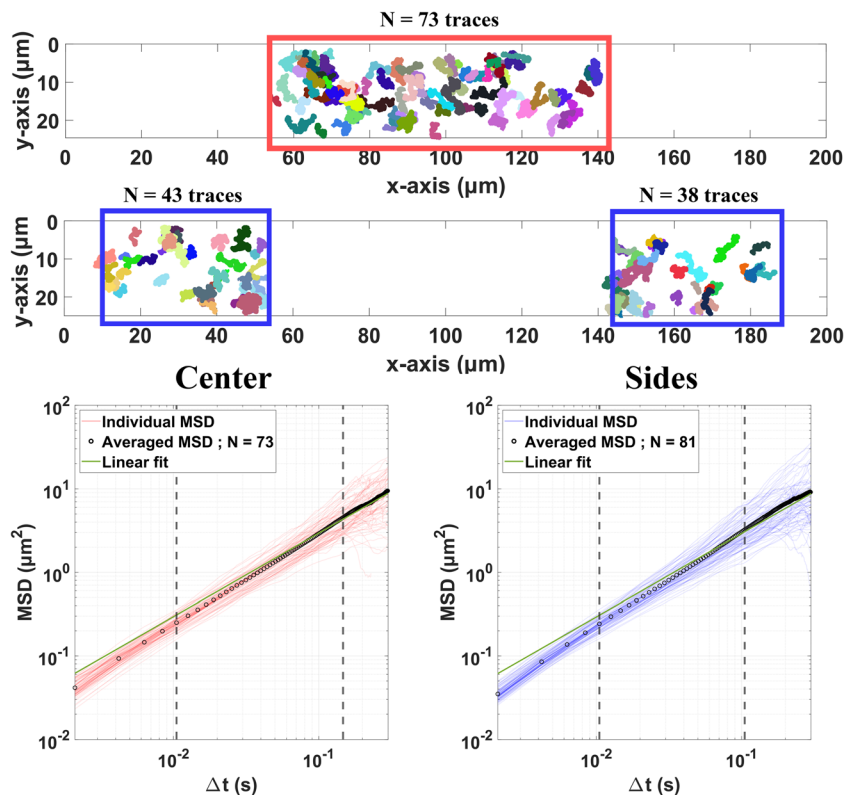 N = 73 traces
y-axis (μm)
0
10
20
0 20 40 60 80 100 120 140 160 180 200
x-axis (μm)
N = 43 traces
N = 38 traces
y-axis (μm
0
10
20
0 20 40 60 80 100 120 140 160 180 200
x-axis (μm)
Center
MSD (μm²)
10²
10¹
10⁰
10⁻¹
10⁻²
Individual MSD
Averaged MSD ; N = 73
Linear fit
10⁻² 10⁻¹
Δt (s)
Sides
MSD (μm²)
10²
10¹
10⁰
10⁻¹
10⁻²
Individual MSD
Averaged MSD ; N = 81
Linear fit
10⁻² 10⁻¹
Δt (s)